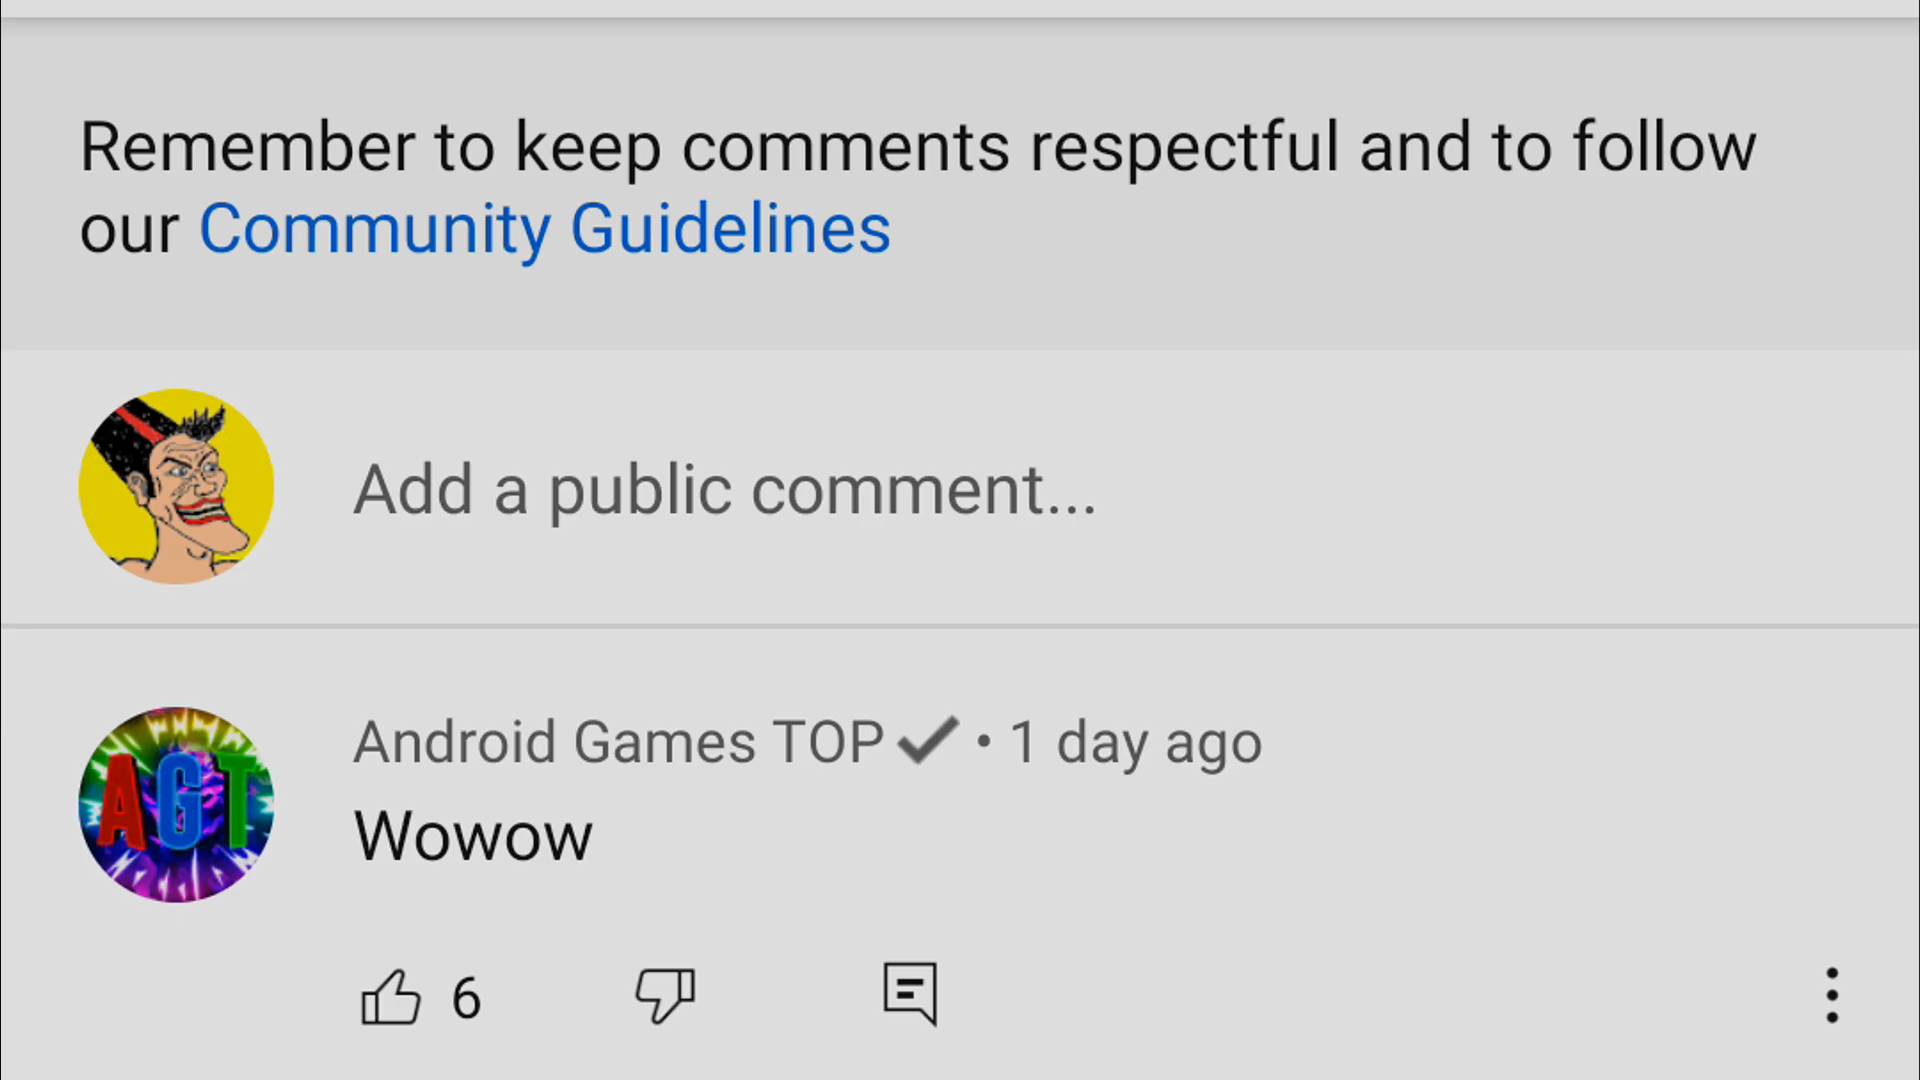 Remember to keep comments respectful and to follow
our Community Guidelines
Add a public comment...
Android Games TOP • 1 day ago
AGT
Wowow
6